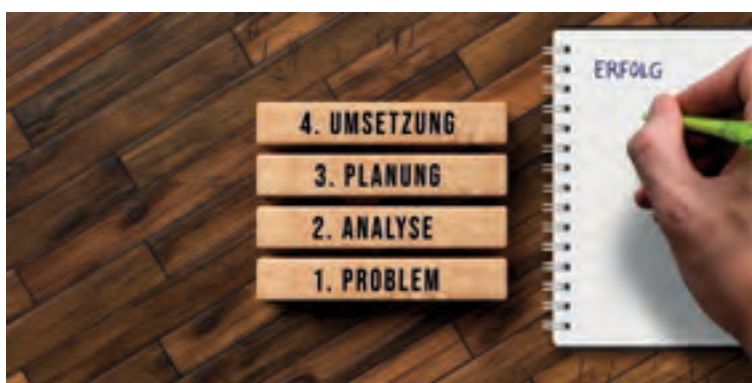 4. UMSETZUNG
3. PLANUNG
2. ANALYSE
1. PROBLEM
ERFOLG